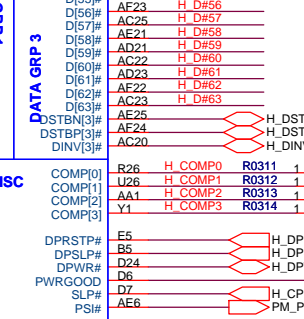 D[55]#
D[56]# AF23 H_D#56
D[57]# AC25 H_D#57
D[58]# AE21 H_D#58
D[59]# AD21 H_D#59
D[60]# AC22 H_D#60
D[61]# AD23 H_D#61
D[62]# AF22 H_D#62
D[63]# AC23 H_D#63
DATA GRP 3
DSTBN[3]# AE25 H_DST
DSTBP[3]# AF24 H_DST
DINV[3]# AC20 H_DIN
COMP[0] R26 H_COMP0 R0311 1
COMP[1] U26 H_COMP1 R0312 1
COMP[2] AA1 H_COMP2 R0313 1
COMP[3] Y1 H_COMP3 R0314 1
DPRSTP# E5 H_DP
DPSLP# B5 H_DP
DPWR# D24 H_DP
PWRGOOD D6
SLP# D7 H_CP
PSI# AE6 PM_P